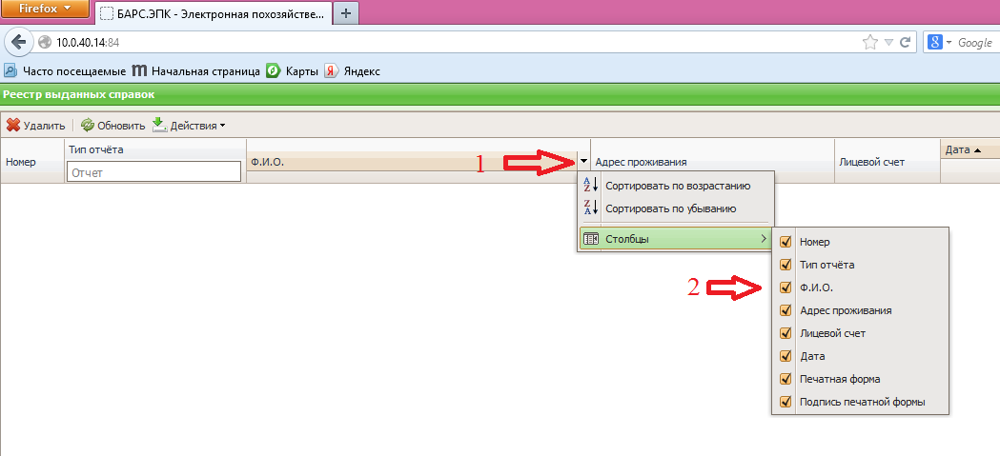 Firefox
БАРС.ЭПК - Электронная похозяйстве...
10.0.40.14:84
Google
Часто посещаемые
Начальная страница
Карты
Яндекс
Реестр выданных справок
Удалить
Обновить
Действия
Номер
Тип отчёта
Отчет
Ф.И.О.
1
Адрес проживания
Лицевой счет
Дата
Сортировать по возрастанию
Сортировать по убыванию
Столбцы
2
Номер
Тип отчёта
Ф.И.О.
Адрес проживания
Лицевой счет
Дата
Печатная форма
Подпись печатной формы